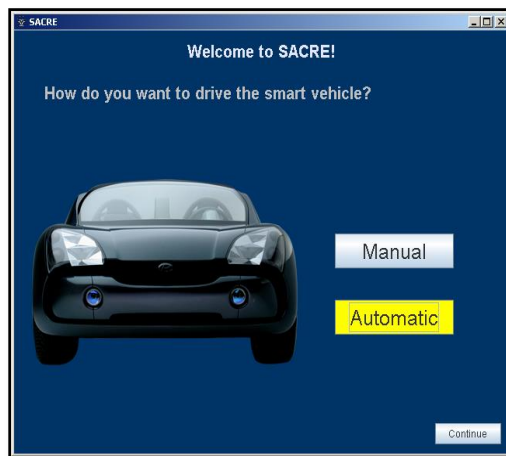 SACRE
Welcome to SACRE!
How do you want to drive the smart vehicle?
Manual
Automatic
Continue